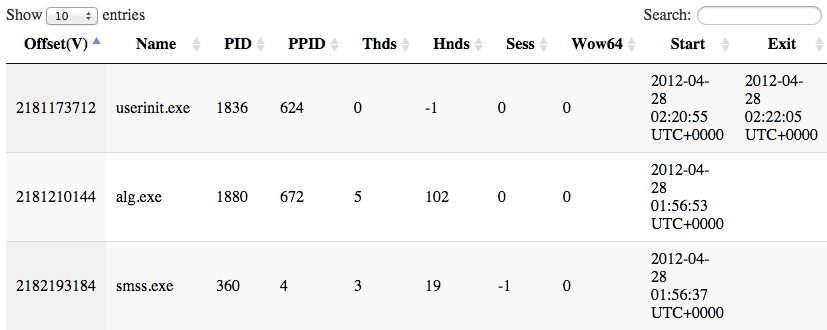 Show 10 entries Search:
Offset(V) Name PID PPID Thds Hnds Sess Wow64 Start Exit
2181173712 userinit.exe 1836 624 0 -1 0 0 2012-04-28 02:20:55 UTC+0000 2012-04-28 02:22:05 UTC+0000
2181210144 alg.exe 1880 672 5 102 0 0 2012-04-28 01:56:53 UTC+0000
2182193184 smss.exe 360 4 3 19 -1 0 2012-04-28 01:56:37 UTC+0000